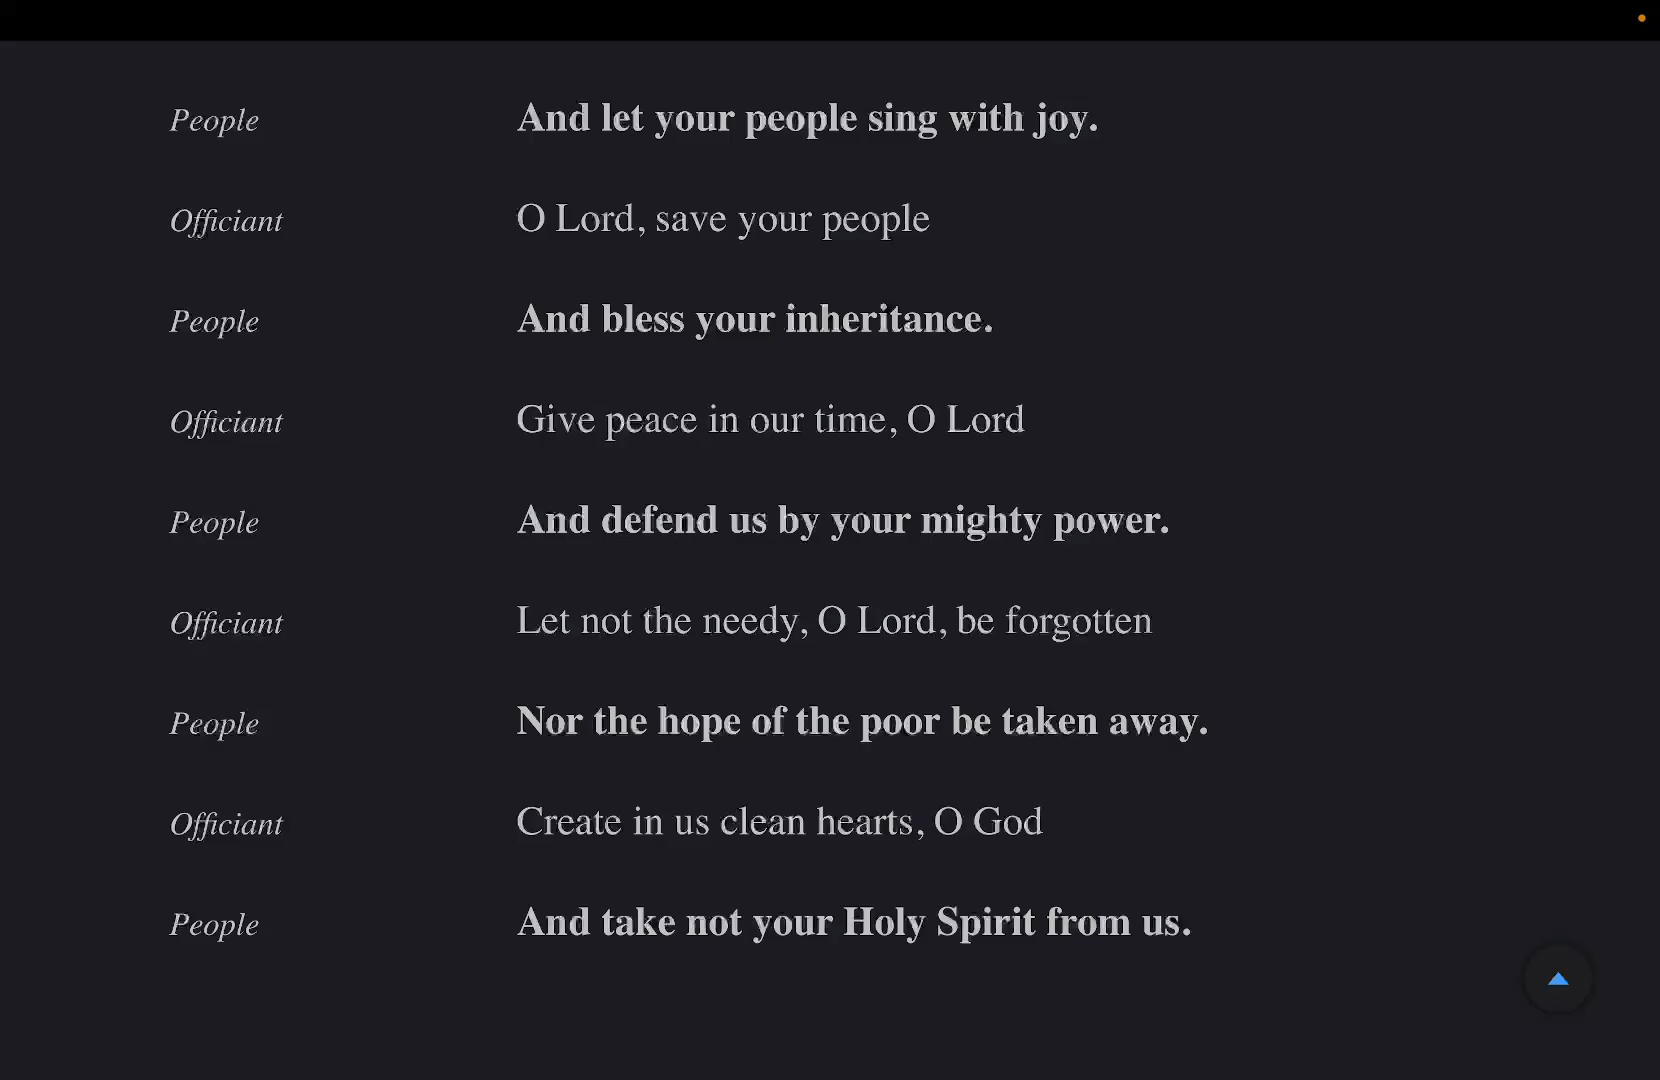 People And let your people sing with joy.
Officiant O Lord, save your people
People And bless your inheritance.
Officiant Give peace in our time, O Lord
People And defend us by your mighty power.
Officiant Let not the needy, O Lord, be forgotten
People Nor the hope of the poor be taken away.
Officiant Create in us clean hearts, O God
People And take not your Holy Spirit from us.